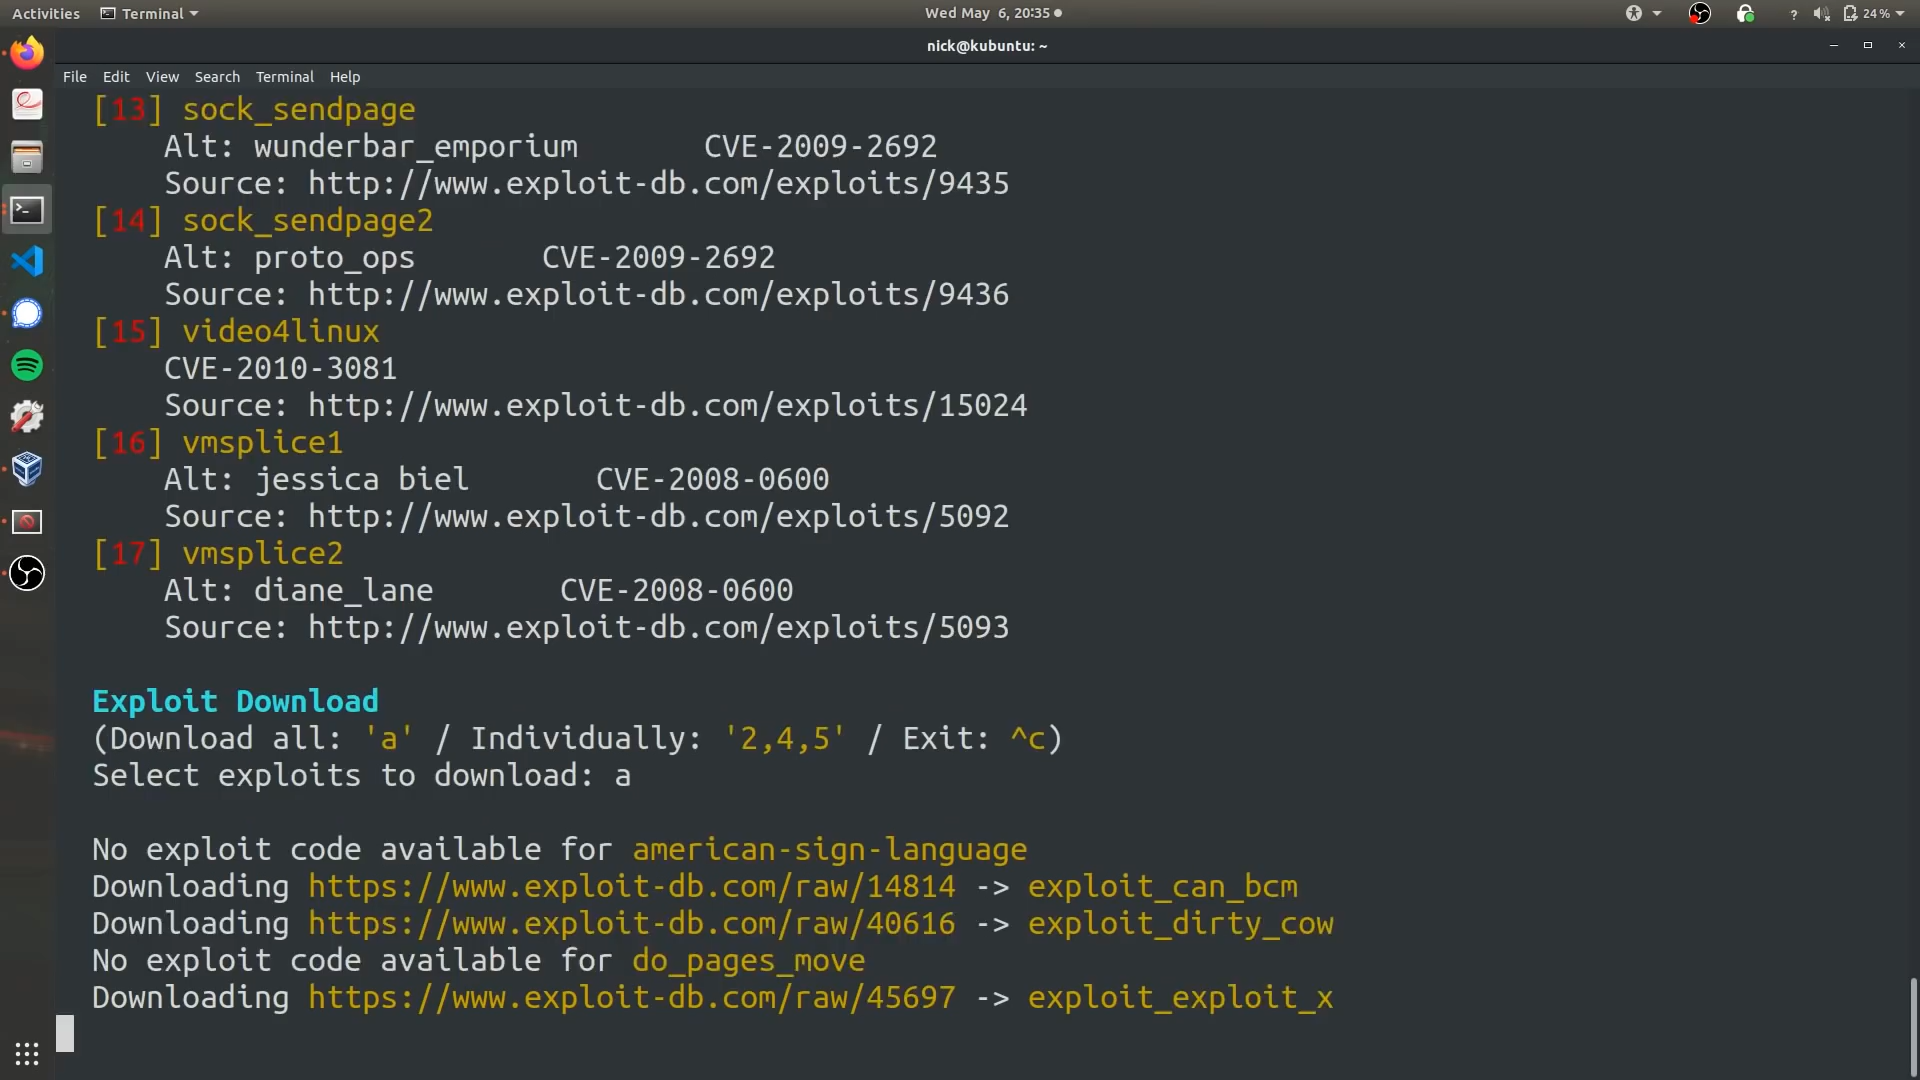 Activities Terminal Wed May 6, 20:35 ? 24%
nick@kubuntu: ~
File Edit View Search Terminal Help
[13] sock_sendpage
Alt: wunderbar_emporium CVE-2009-2692
Source: http://www.exploit-db.com/exploits/9435
[14] sock_sendpage2
Alt: proto_ops CVE-2009-2692
Source: http://www.exploit-db.com/exploits/9436
[15] video4linux
CVE-2010-3081
Source: http://www.exploit-db.com/exploits/15024
[16] vmsplice1
Alt: jessica biel CVE-2008-0600
Source: http://www.exploit-db.com/exploits/5092
[17] vmsplice2
Alt: diane_lane CVE-2008-0600
Source: http://www.exploit-db.com/exploits/5093
Exploit Download
(Download all: 'a' / Individually: '2,4,5' / Exit: ^c)
Select exploits to download: a
No exploit code available for american-sign-language
Downloading https://www.exploit-db.com/raw/14814 -> exploit_can_bcm
Downloading https://www.exploit-db.com/raw/40616 -> exploit_dirty_cow
No exploit code available for do_pages_move
Downloading https://www.exploit-db.com/raw/45697 -> exploit_exploit_x